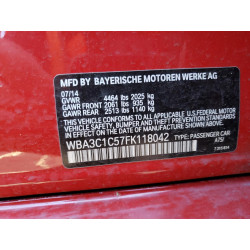 MFD BY BAYERISCHE MOTOREN WERKE AG
07/14
GVWR 4464 lbs 2025 kg
GAWR FRONT 2061 lbs 935 kg
GAWR REAR 2513 lbs 1140 kg
THIS VEHICLE CONFORMS TO ALL APPLICABLE U.S. FEDERAL MOTOR
VEHICLE SAFETY, BUMPER, AND THEFT PREVENTION STANDARDS
IN EFFECT ON THE DATE OF MANUFACTURE SHOWN ABOVE.
WBA3C1C57FK118042 TYPE: PASSENGER CAR
A75/